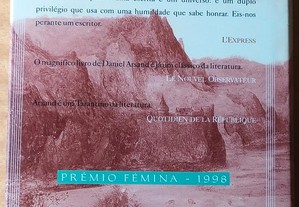 privilégio que usa com uma humildade que sabe honrar. Eis-nos
perante um escritor.
L'EXPRESS
O magnífico livro de Daniel Arsand é já um clássico da literatura.
LE NOUVEL OBSERVATEUR
Arsand é um Tarantino da literatura.
QUOTIDIEN DE LA RÉPUBLIQUE
PRÉMIO FÉMINA - 1998